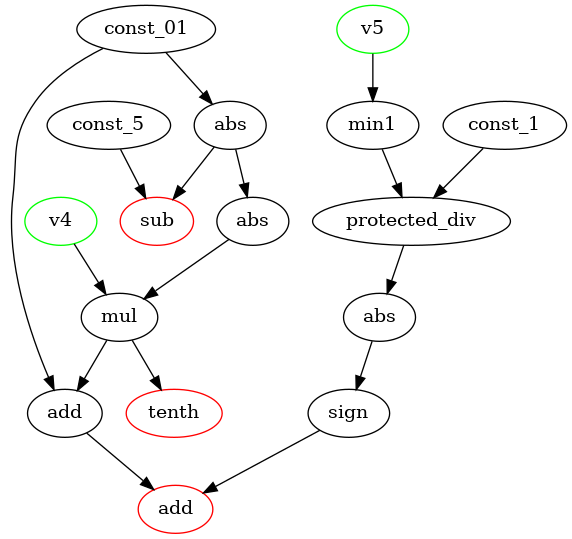 const_01
v5
const_5
abs
min1
const_1
v4
sub
abs
protected_div
mul
abs
add
tenth
sign
add